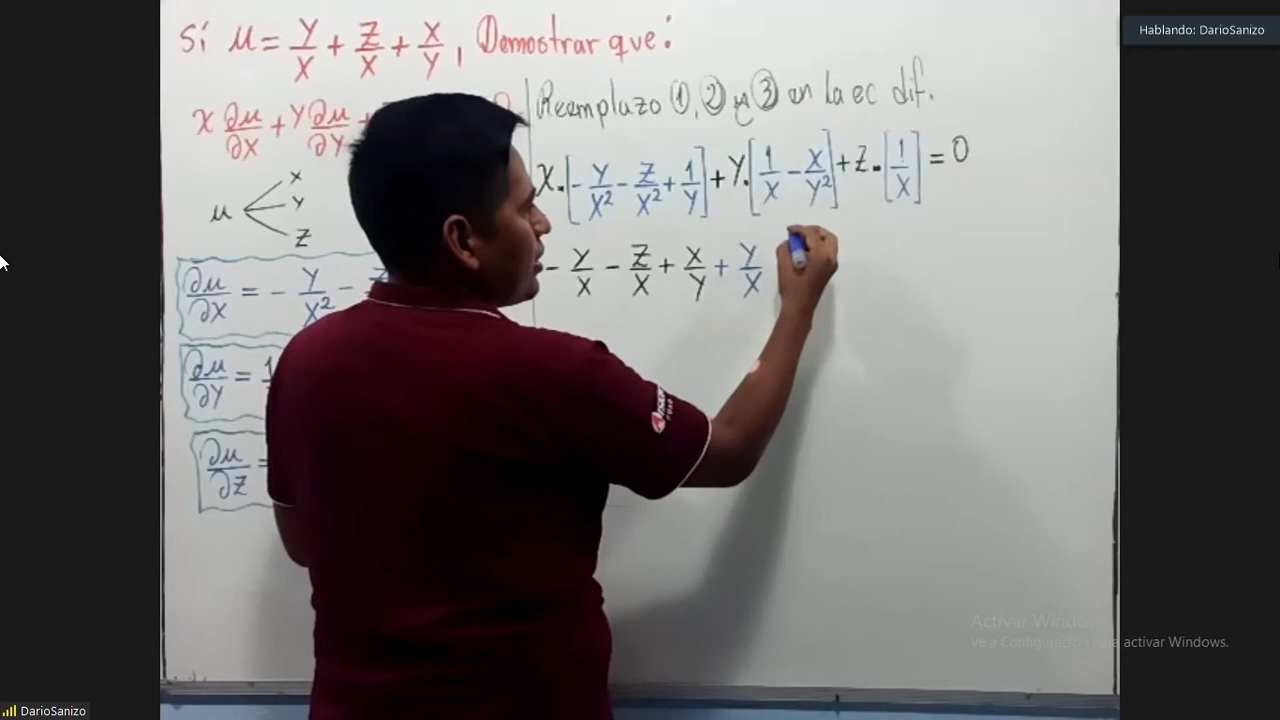 Hablando: DarioSanizo
Sí u = Y/X + Z/X + X/Y, Demostrar que:
X ∂u/∂X + Y ∂u/∂Y +
Reemplazo ①, ② y ③ en la ec dif.
X·[-Y/X² - Z/X² + 1/Y] + Y·[1/X - X/Y²] + Z·[1/X] = 0
- Y/X - Z/X + X/Y + Y/X
u < X Y Z
∂u/∂X = - Y/X² -
∂u/∂Y = 1
∂u/∂Z =
Activar Windows
Ve a Configuración para activar Windows.
DarioSanizo